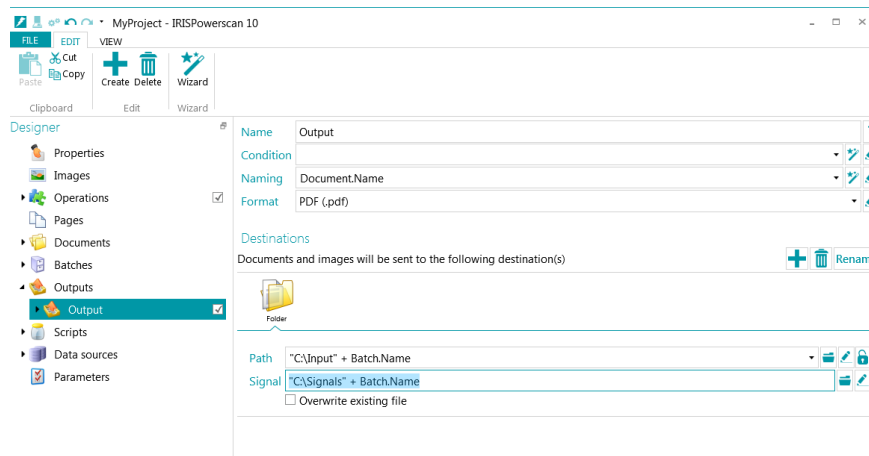 MyProject - IRISPowerscan 10
FILE EDIT VIEW
Paste Cut Copy Create Delete Wizard
Clipboard Edit Wizard
Designer
Properties
Images
Operations
Pages
Documents
Batches
Outputs
Output
Scripts
Data sources
Parameters
Name Output
Condition
Naming Document.Name
Format PDF (.pdf)
Destinations
Documents and images will be sent to the following destination(s) Renam
Folder
Path "C:\Input" + Batch.Name
Signal "C:\Signals" + Batch.Name
Overwrite existing file